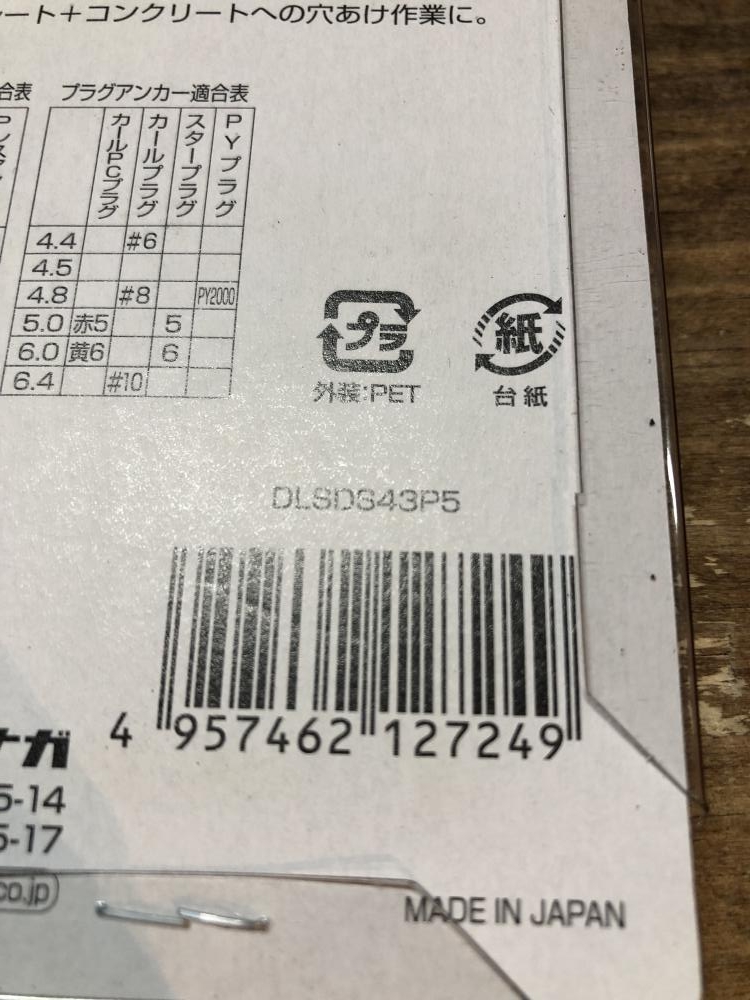 ート＋コンクリートへの穴あけ作業に。
合表
プラグアンカー適合表
カールPCプラグ カールプラグ スタープラグ PYプラグ
4.4 #6
4.5
4.8 #8 PY2000
5.0 赤5 5
6.0 黄6 6
6.4 #10
プラ 紙
外装:PET 台紙
DLSDS43P5
4 957462 127249
ナガ
5-14
5-17
co.jp
MADE IN JAPAN